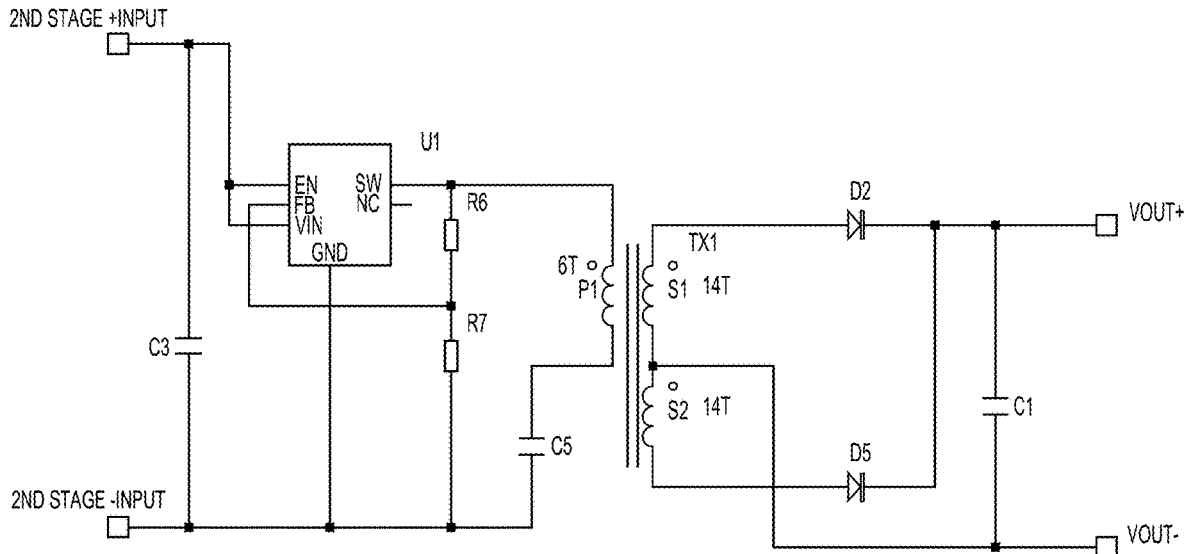 2ND STAGE +INPUT
U1
EN
SW
FB
NC
VIN
GND
R6
R7
C3
C5
6T
P1
TX1
S1 14T
S2 14T
D2
D5
C1
VOUT+
2ND STAGE -INPUT
VOUT-